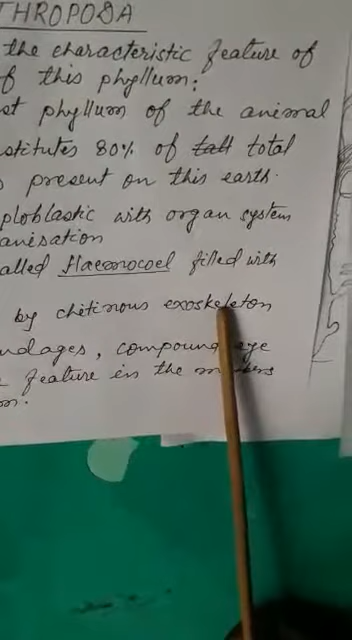 THROPODA
the characteristic feature of
f this phyllum:
st phyllum of the animal
stitutes 80% of total
s present on this earth.
ploblastic with organ system
anisation
alled Haemocoel filled with
by chitinous exoskeleton
ndages, compound eye
feature in the
m.